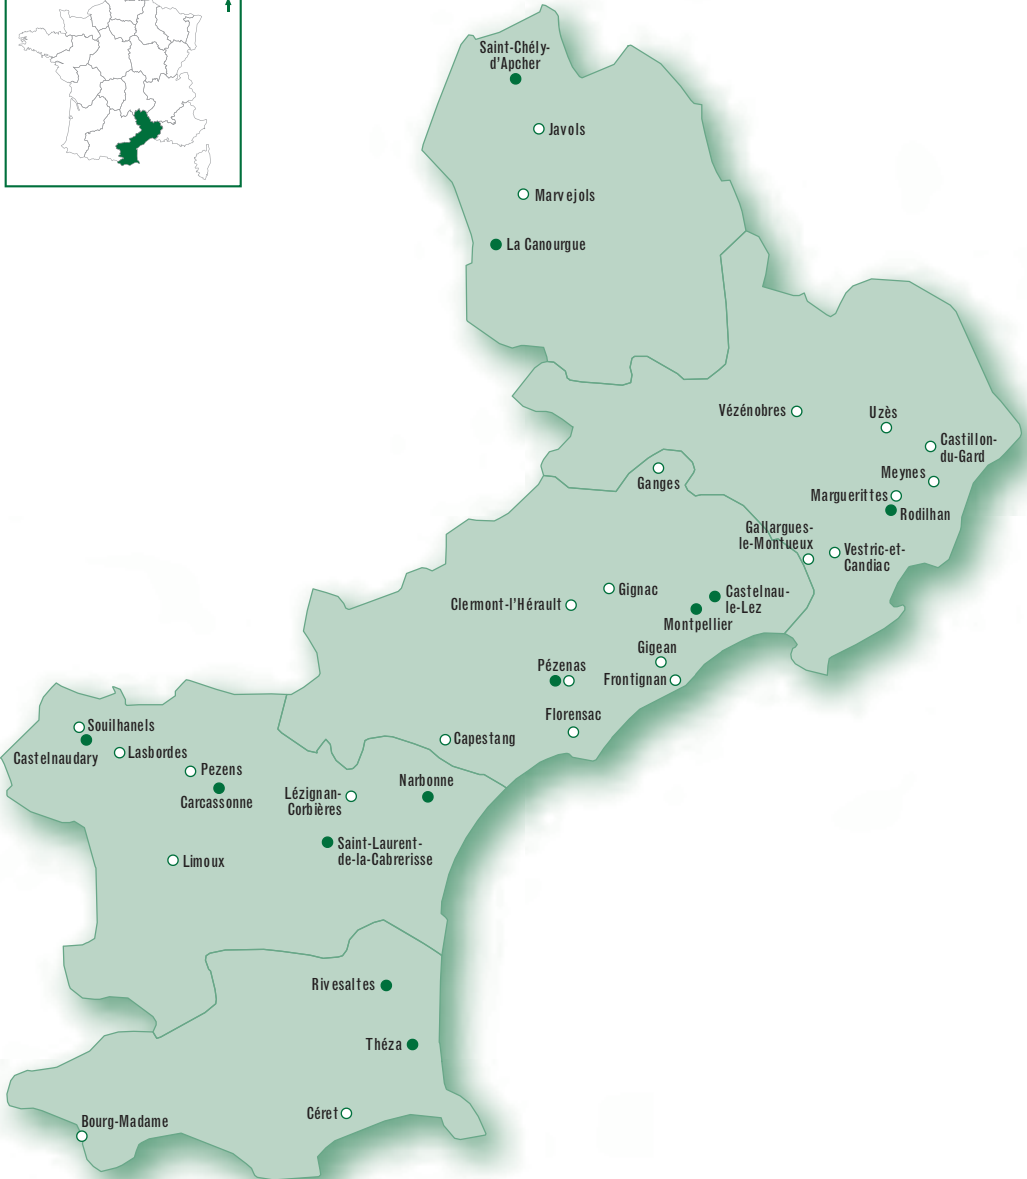 Saint-Chély-
d'Apcher
Javols
Marvejols
La Canourgue
Vézénobres
Uzès
Castillon-
du-Gard
Meynes
Ganges
Marguerittes
Rodilhan
Gallargues-
le-Montueux
Vestric-et-
Candiac
Gignac
Castelnau-
le-Lez
Clermont-l'Hérault
Montpellier
Gigean
Pézenas
Frontignan
Florensac
Souilhanels
Capestang
Castelnaudary
Lasbordes
Pezens
Narbonne
Carcassonne
Lézignan-
Corbières
Saint-Laurent-
de-la-Cabrerisse
Limoux
Rivesaltes
Théza
Céret
Bourg-Madame